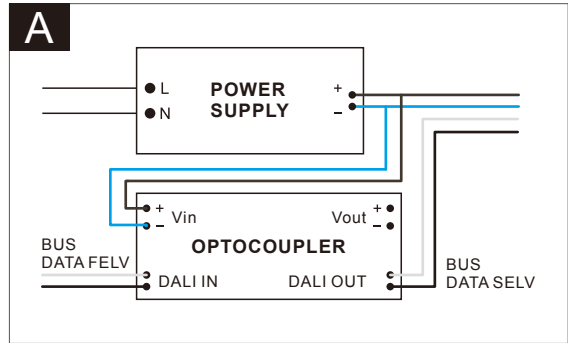 A
L
POWER
SUPPLY
+
N
–
+
Vin
–
Vout
+
–
OPTOCOUPLER
BUS
DATA FELV
DALI IN
DALI OUT
BUS
DATA SELV